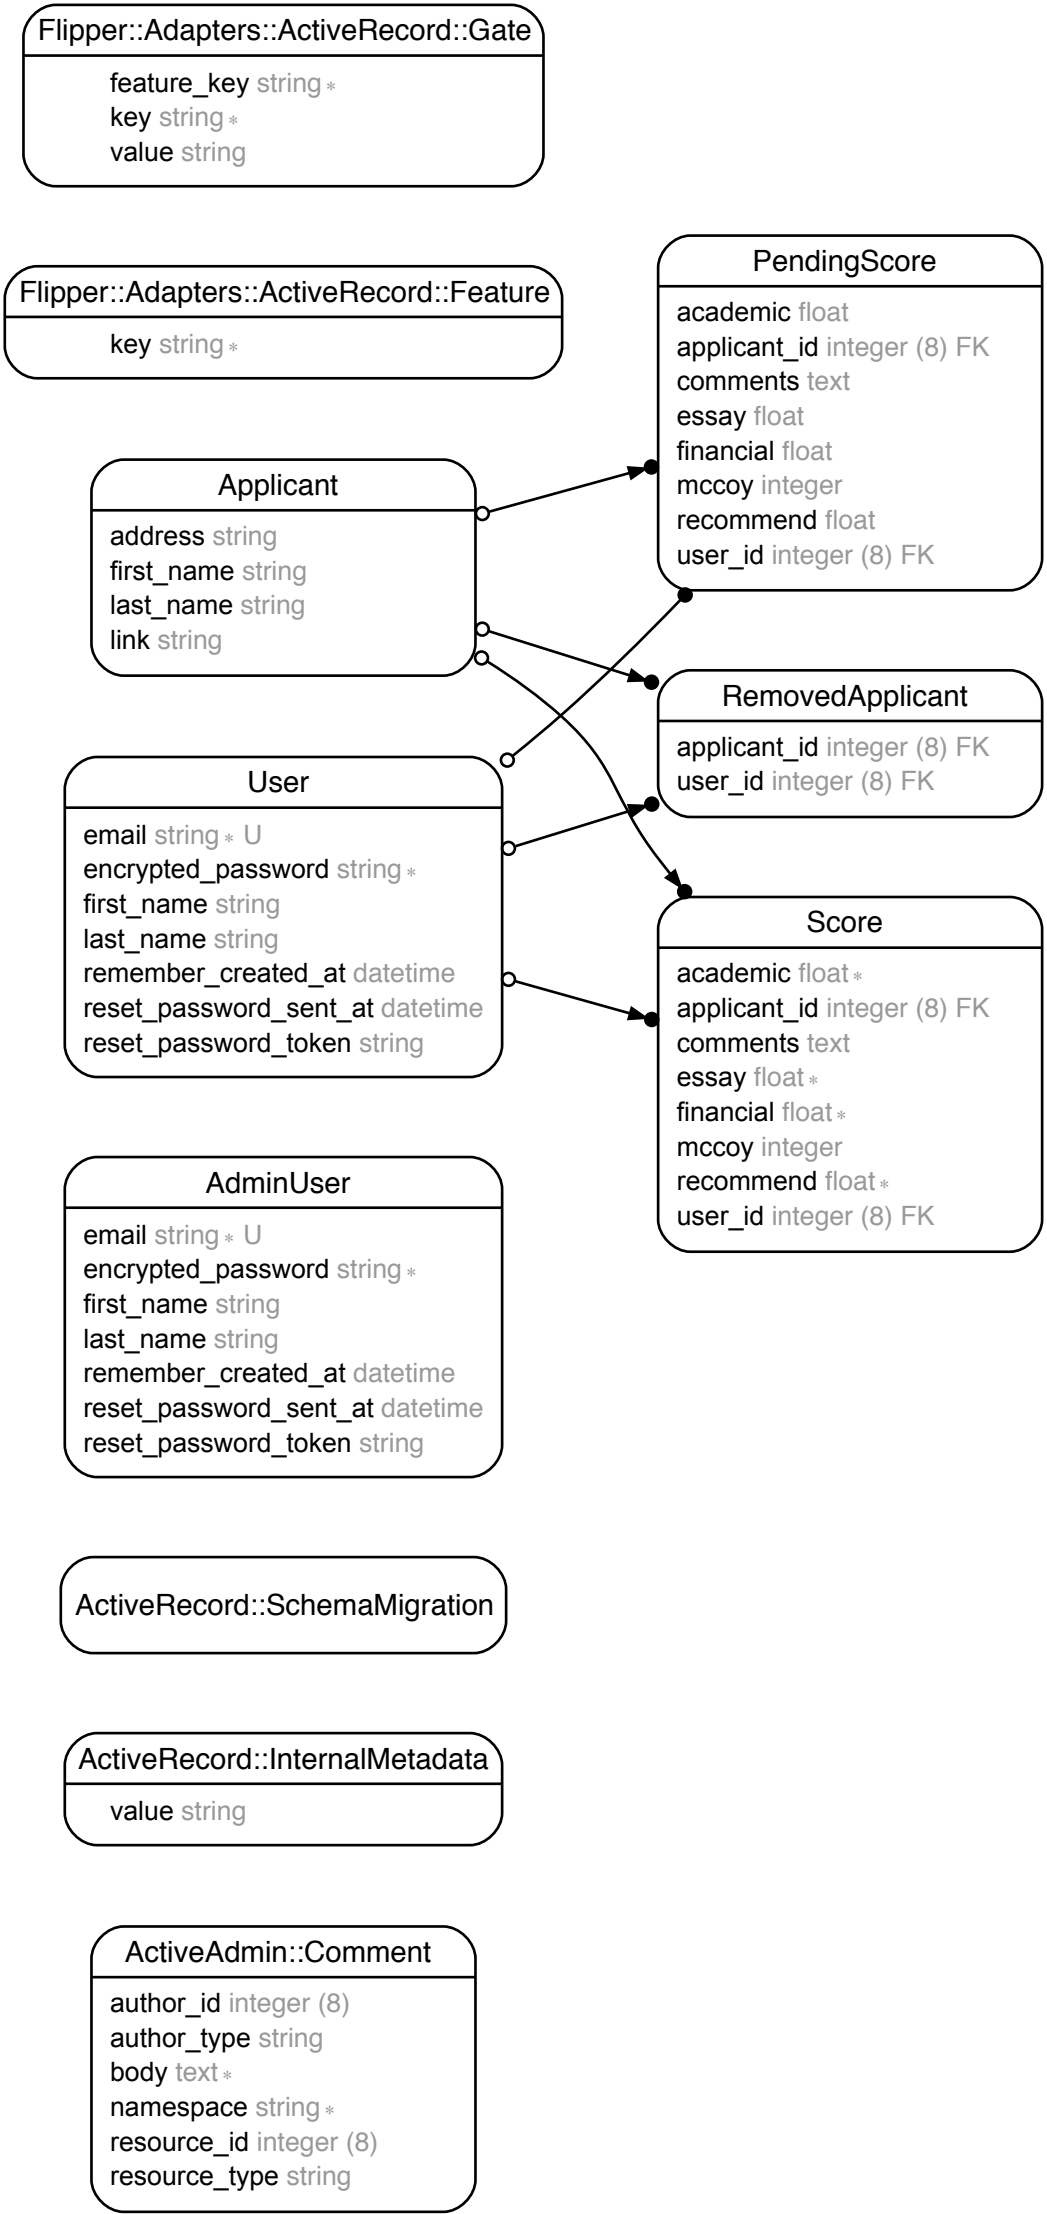 Flipper::Adapters::ActiveRecord::Gate
feature_key string *
key string *
value string
Flipper::Adapters::ActiveRecord::Feature
key string *
PendingScore
academic float
applicant_id integer (8) FK
comments text
essay float
financial float
mccoy integer
recommend float
user_id integer (8) FK
Applicant
address string
first_name string
last_name string
link string
RemovedApplicant
applicant_id integer (8) FK
user_id integer (8) FK
User
email string * U
encrypted_password string *
first_name string
last_name string
remember_created_at datetime
reset_password_sent_at datetime
reset_password_token string
Score
academic float *
applicant_id integer (8) FK
comments text
essay float *
financial float *
mccoy integer
recommend float *
user_id integer (8) FK
AdminUser
email string * U
encrypted_password string *
first_name string
last_name string
remember_created_at datetime
reset_password_sent_at datetime
reset_password_token string
ActiveRecord::SchemaMigration
ActiveRecord::InternalMetadata
value string
ActiveAdmin::Comment
author_id integer (8)
author_type string
body text *
namespace string *
resource_id integer (8)
resource_type string